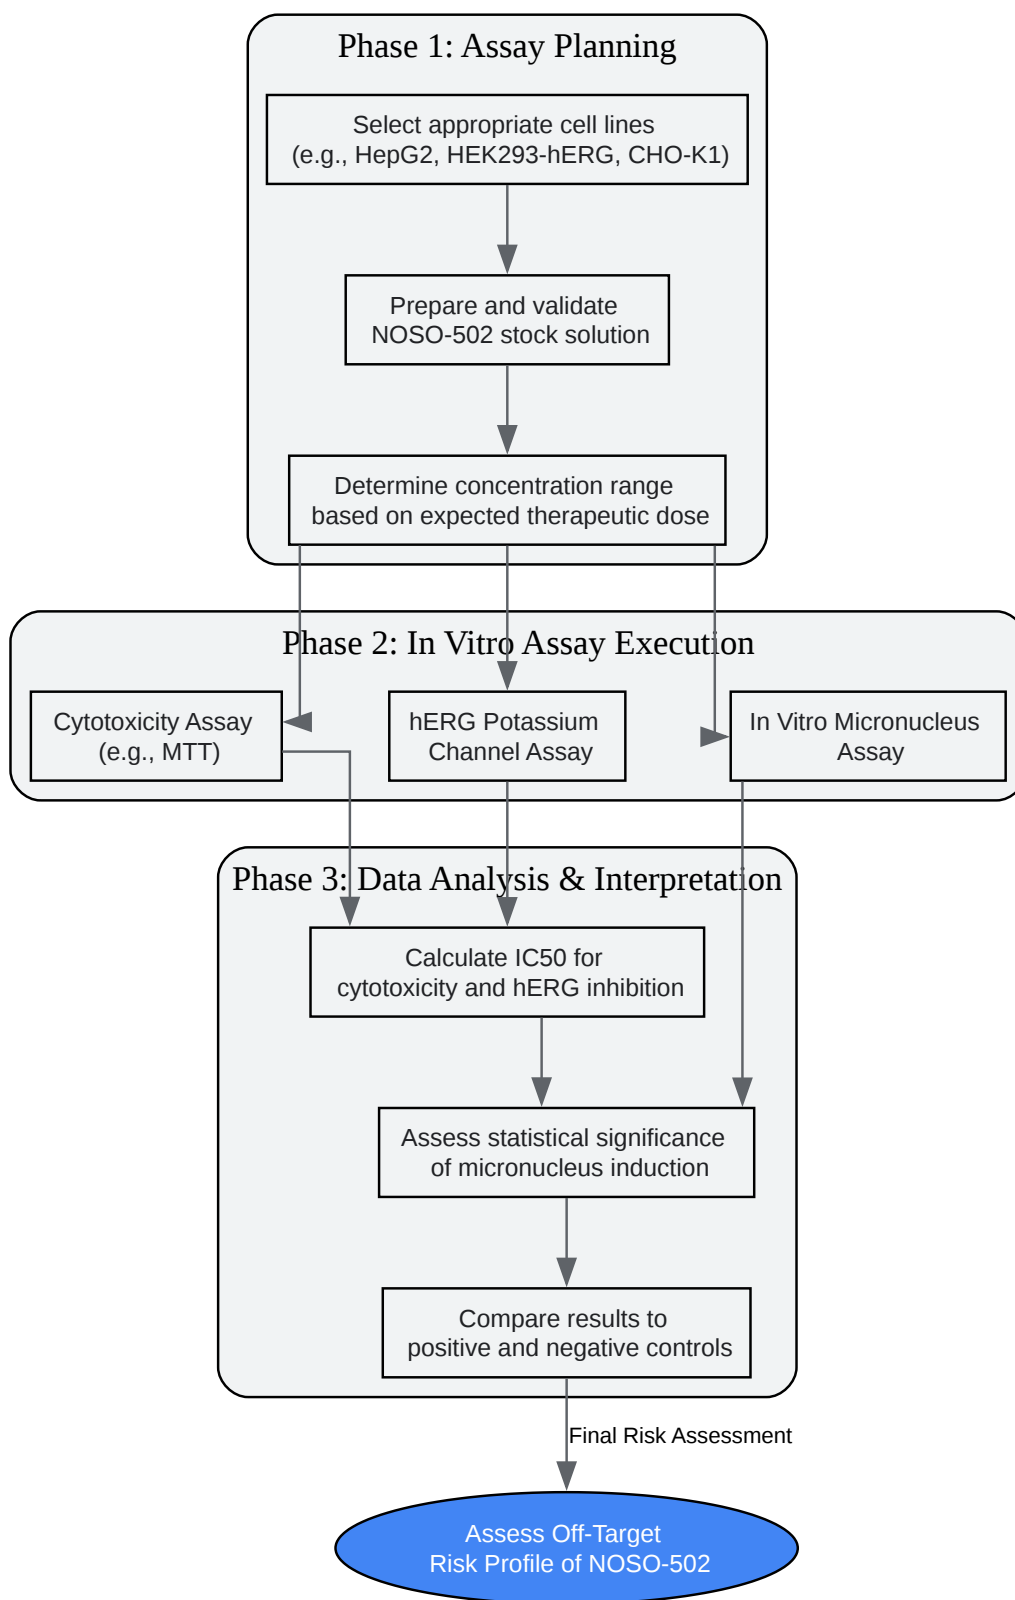 Phase 1: Assay Planning
Select appropriate cell lines
(e.g., HepG2, HEK293-hERG, CHO-K1)
Prepare and validate
NOSO-502 stock solution
Determine concentration range
based on expected therapeutic dose
Phase 2: In Vitro Assay Execution
Cytotoxicity Assay
(e.g., MTT)
hERG Potassium
Channel Assay
In Vitro Micronucleus
Assay
Phase 3: Data Analysis & Interpretation
Calculate IC50 for
cytotoxicity and hERG inhibition
Assess statistical significance
of micronucleus induction
Compare results to
positive and negative controls
Final Risk Assessment
Assess Off-Target
Risk Profile of NOSO-502